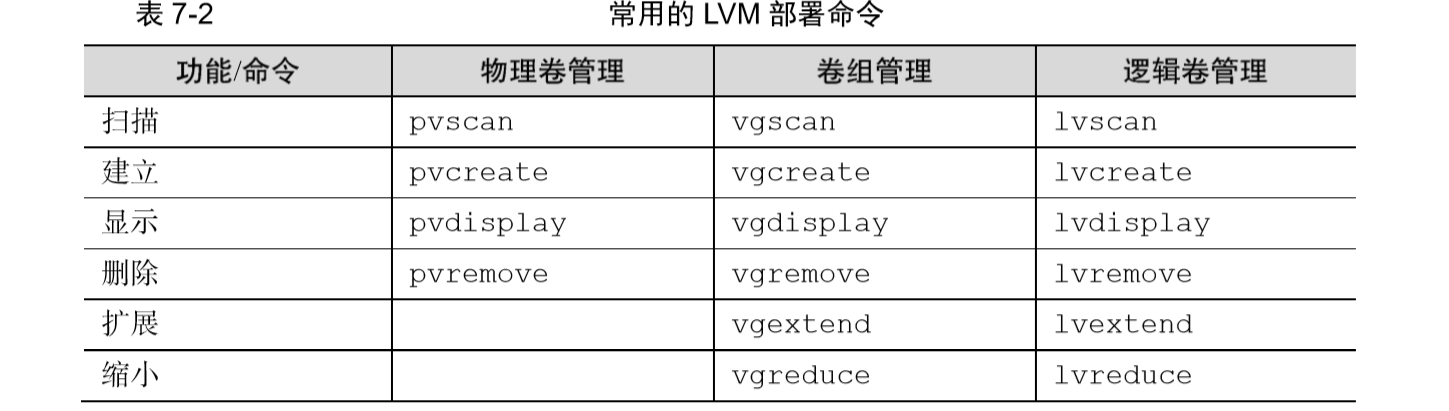 表 7-2 常用的 LVM 部署命令
功能/命令 物理卷管理 卷组管理 逻辑卷管理
扫描 pvscan vgscan lvscan
建立 pvcreate vgcreate lvcreate
显示 pvdisplay vgdisplay lvdisplay
删除 pvremove vgremove lvremove
扩展 vgextend lvextend
缩小 vgreduce lvreduce